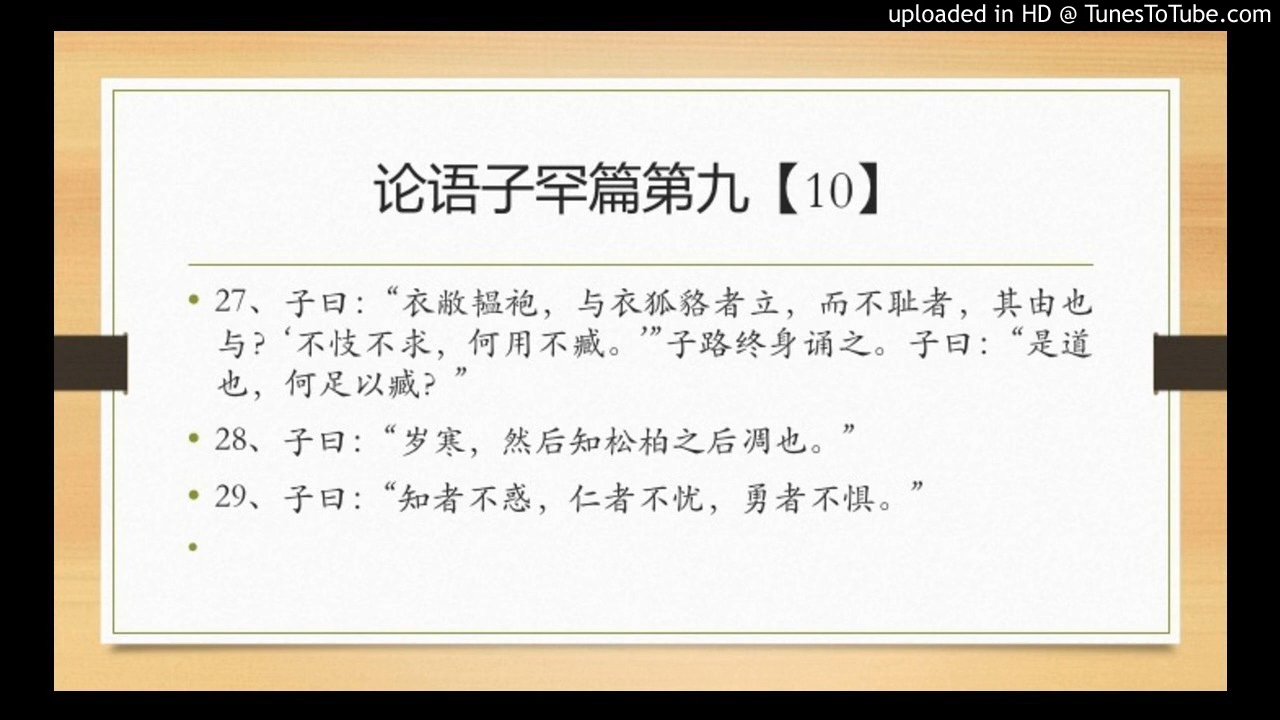 uploaded in HD @ TunesToTube.com
论语子罕篇第九【10】
• 27、子曰：“衣敝韫袍，与衣狐貉者立，而不耻者，其由也
与？‘不忮不求，何用不臧。’”子路终身诵之。子曰：“是道
也，何足以臧？”
• 28、子曰：“岁寒，然后知松柏之后凋也。”
• 29、子曰：“知者不惑，仁者不忧，勇者不惧。”